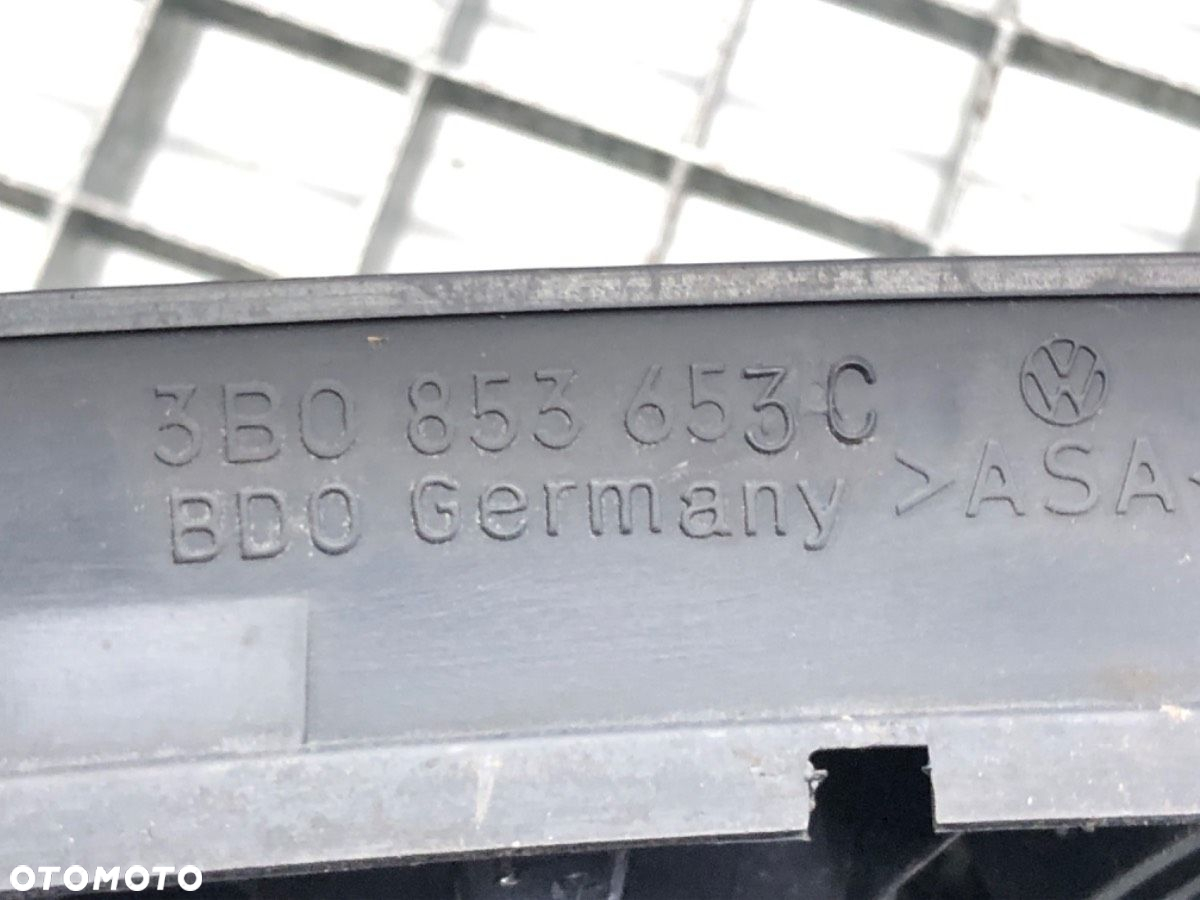 3B0 853 653 C
BDO Germany >ASA<
OTOMOTO